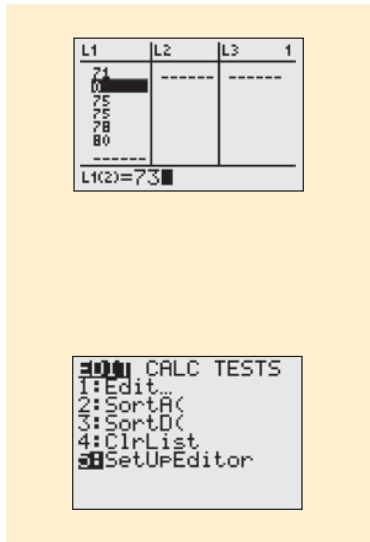 L1 L2 L3 1
71 ------ ------
0
75
75
78
80
------
L1(2)=73
EDIT CALC TESTS
1:Edit…
2:SortA(
3:SortD(
4:ClrList
5:SetUpEditor